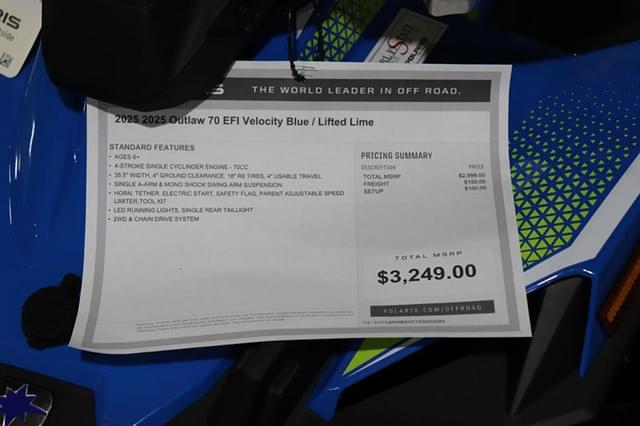 RIS
THE WORLD LEADER IN OFF ROAD.
2025 2025 Outlaw 70 EFI Velocity Blue / Lifted Lime
STANDARD FEATURES
• AGES 6+
• 4-STROKE SINGLE CYCLINDER ENGINE - 70CC
• 35.5" WIDTH, 4" GROUND CLEARANCE, 18" R8 TIRES, 4" USABLE TRAVEL
• SINGLE A-ARM & MONO SHOCK SWING ARM SUSPENSION
• HORN, TETHER, ELECTRIC START, SAFETY FLAG, PARENT ADJUSTABLE SPEED
LIMITER,TOOL KIT
• LED RUNNING LIGHTS, SINGLE REAR TAILLIGHT
• 2WD & CHAIN DRIVE SYSTEM
PRICING SUMMARY
DESCRIPTION PRICE
TOTAL MSRP $2,999.00
FREIGHT $150.00
SETUP $100.00
TOTAL MSRP
$3,249.00
POLARIS.COM/OFFROAD